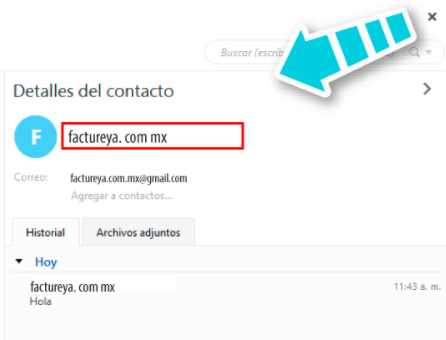 Buscar (escrib
Detalles del contacto
F
factureya. com mx
Correo:
factureya.com.mx@gmail.com
Agregar a contactos...
Historial
Archivos adjuntos
Hoy
factureya. com mx
11:43 a. m.
Hola